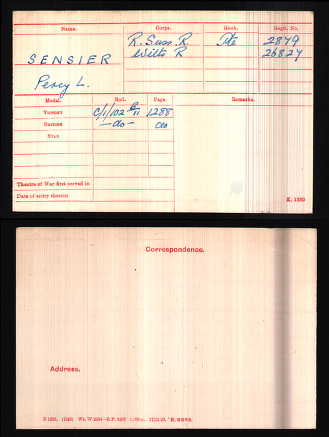 Name. Corps. Rank. Regtl. No.
SENSIER R. Suss. R. Pte 2879
Percy L. Wilts R 26827
Medal. Roll. Page. Remarks.
Victory C/1/102 B11 1288
British —do— do
Star
Theatre of War first served in
Date of entry therein
K. 1380
Correspondence.
Address.